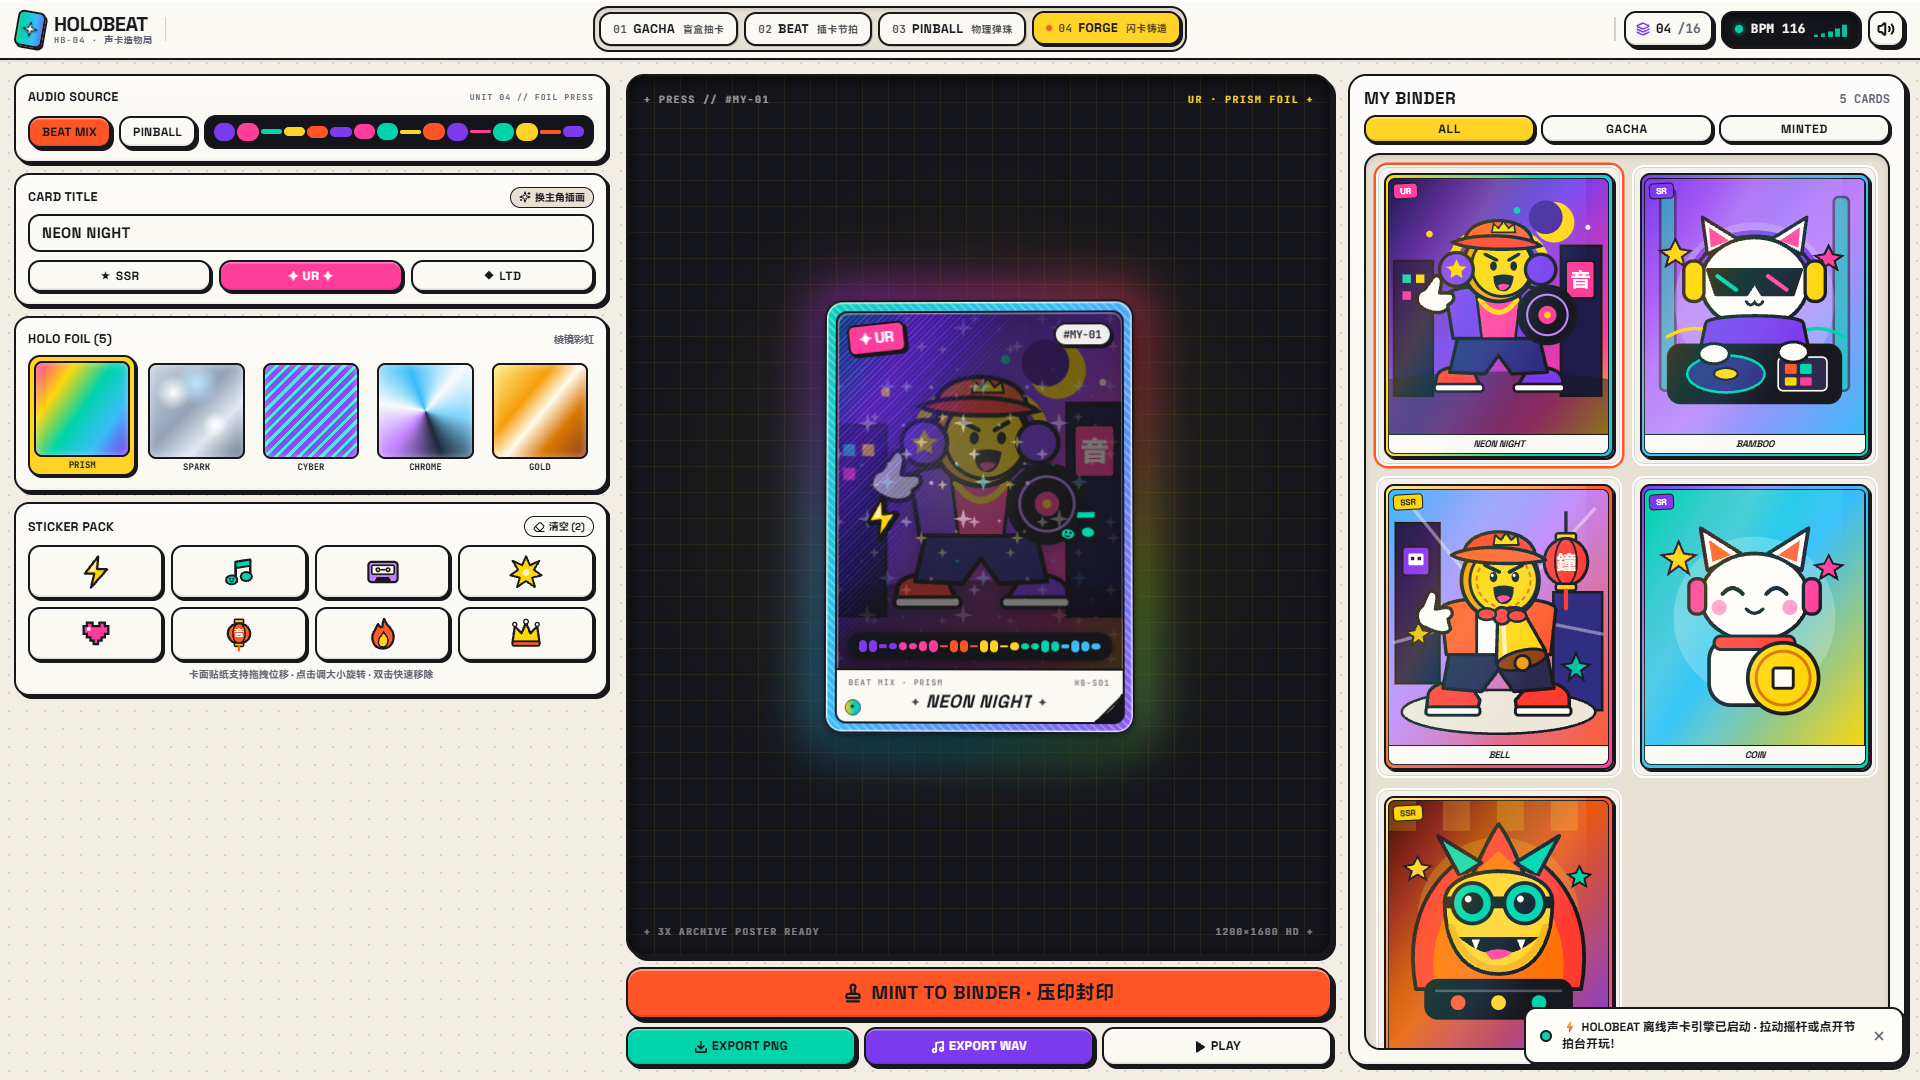 HOLOBEAT
HB-04 · 声卡造物局
01 GACHA 盲盒抽卡
02 BEAT 插卡节拍
03 PINBALL 物理弹珠
04 FORGE 闪卡铸造
04 /16
BPM 116
AUDIO SOURCE
UNIT 04 // FOIL PRESS
BEAT MIX
PINBALL
CARD TITLE
换主角插画
NEON NIGHT
★ SSR
✦ UR ✦
◆ LTD
HOLO FOIL (5)
棱镜彩虹
PRISM
SPARK
CYBER
CHROME
GOLD
STICKER PACK
清空 (2)
音
卡面贴纸支持拖拽位移 · 点击调大小旋转 · 双击快速移除
+ PRESS // #MY-01
UR · PRISM FOIL +
✦ UR
#MY-01
音
BEAT MIX · PRISM
HB-S01
✦ NEON NIGHT ✦
+ 3X ARCHIVE POSTER READY
1200×1600 HD +
MINT TO BINDER · 压印封印
EXPORT PNG
EXPORT WAV
PLAY
MY BINDER
5 CARDS
ALL
GACHA
MINTED
UR
音
NEON NIGHT
SR
BAMBOO
SSR
鐘
BELL
SR
COIN
SSR
⚡ HOLOBEAT 离线声卡引擎已启动 · 拉动摇杆或点开节
拍台开玩！